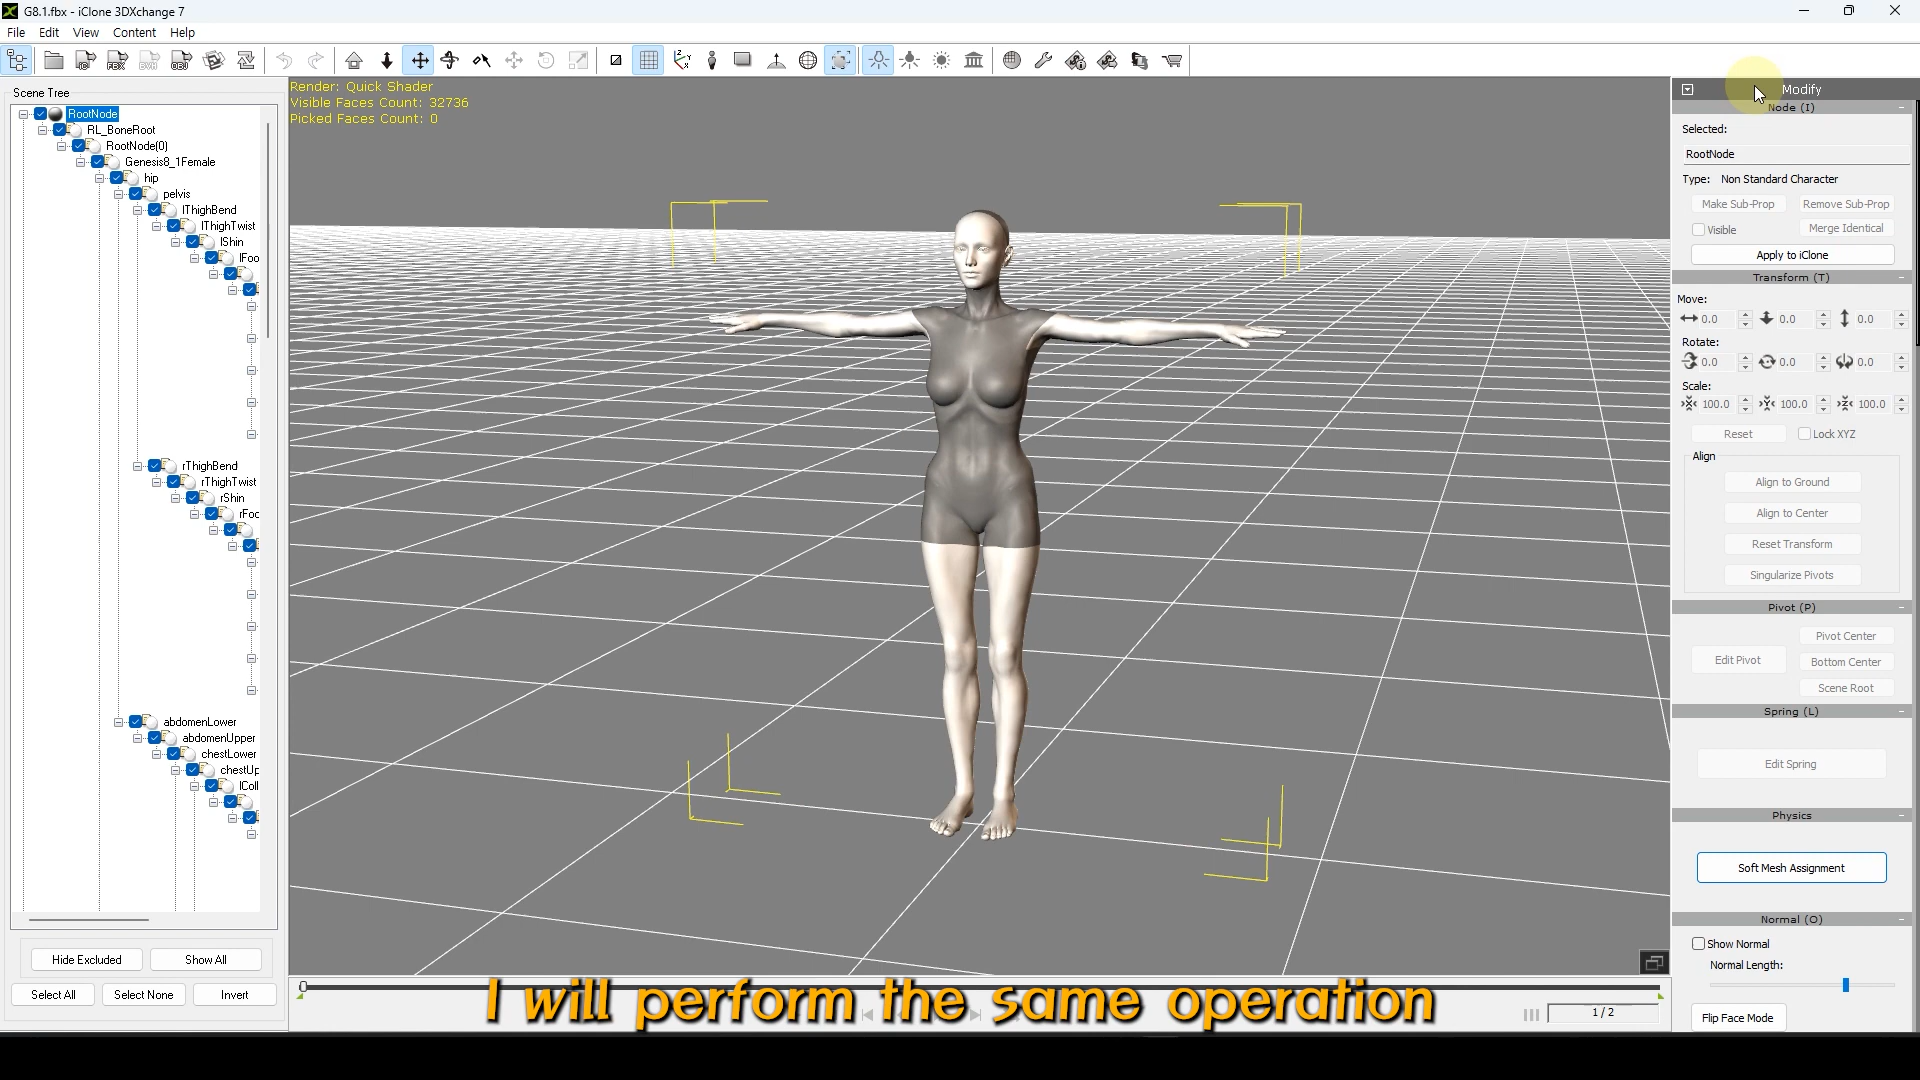 G8.1.fbx - iClone 3DXchange 7
File Edit View Content Help
Scene Tree
RootNode
RL_BoneRoot
RootNode(0)
Genesis8_1Female
hip
pelvis
lThighBend
lThighTwist
lShin
lFoo
rThighBend
rThighTwist
rShin
rFoc
abdomenLower
abdomenUpper
chestLower
chestUp
lColl
Hide Excluded Show All
Select All Select None Invert
Render: Quick Shader
Visible Faces Count: 32736
Picked Faces Count: 0
I will perform the same operation
1 / 2
Modify
Node (I)
Selected:
RootNode
Type: Non Standard Character
Make Sub-Prop Remove Sub-Prop
Visible Merge Identical
Apply to iClone
Transform (T)
Move:
0.0 0.0 0.0
Rotate:
0.0 0.0 0.0
Scale:
100.0 100.0 100.0
Reset Lock XYZ
Align
Align to Ground
Align to Center
Reset Transform
Singularize Pivots
Pivot (P)
Pivot Center
Edit Pivot
Bottom Center
Scene Root
Spring (L)
Edit Spring
Physics
Soft Mesh Assignment
Normal (O)
Show Normal
Normal Length:
Flip Face Mode